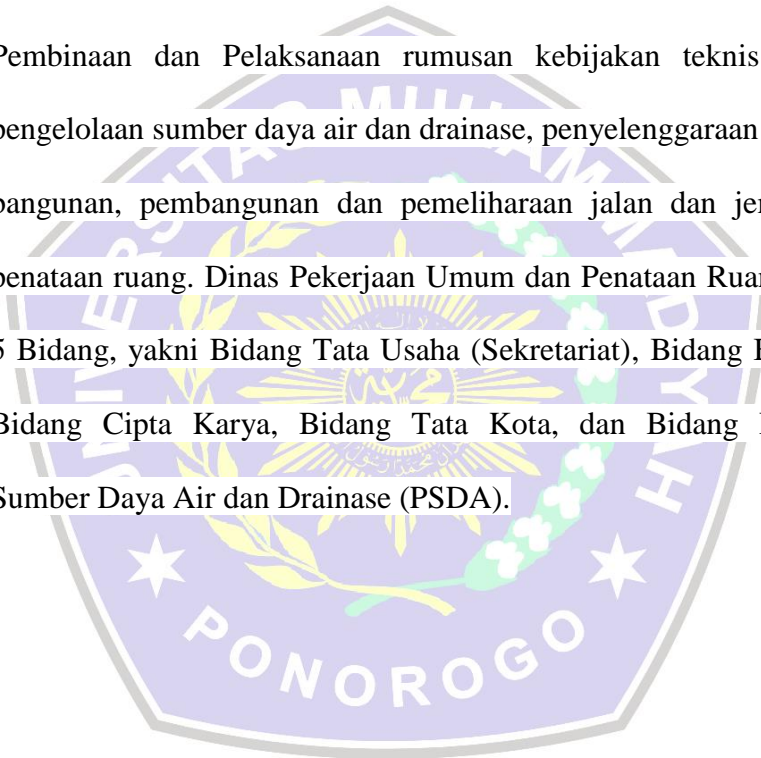 Pembinaan dan Pelaksanaan rumusan kebijakan teknis
pengelolaan sumber daya air dan drainase, penyelenggaraan
bangunan, pembangunan dan pemeliharaan jalan dan
penataan ruang. Dinas Pekerjaan Umum dan Penataan
5 Bidang, yakni Bidang Tata Usaha (Sekretariat), Bidang
Bidang Cipta Karya, Bidang Tata Kota, dan Bidang
Sumber Daya Air dan Drainase (PSDA).
PONOROGO